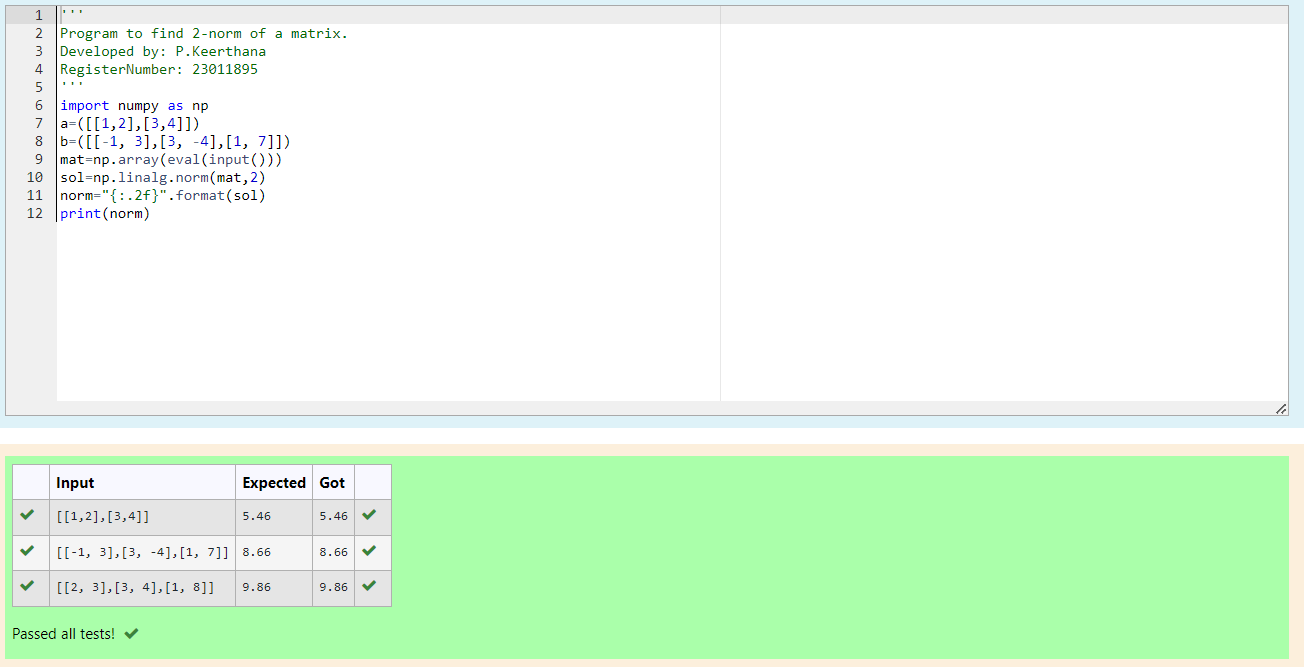 1 '''
2 Program to find 2-norm of a matrix.
3 Developed by: P.Keerthana
4 RegisterNumber: 23011895
5 '''
6 import numpy as np
7 a=([[1,2],[3,4]])
8 b=([[-1, 3],[3, -4],[1, 7]])
9 mat=np.array(eval(input()))
10 sol=np.linalg.norm(mat,2)
11 norm="{:.2f}".format(sol)
12 print(norm)
Input Expected Got
[[1,2],[3,4]] 5.46 5.46
[[-1, 3],[3, -4],[1, 7]] 8.66 8.66
[[2, 3],[3, 4],[1, 8]] 9.86 9.86
Passed all tests!